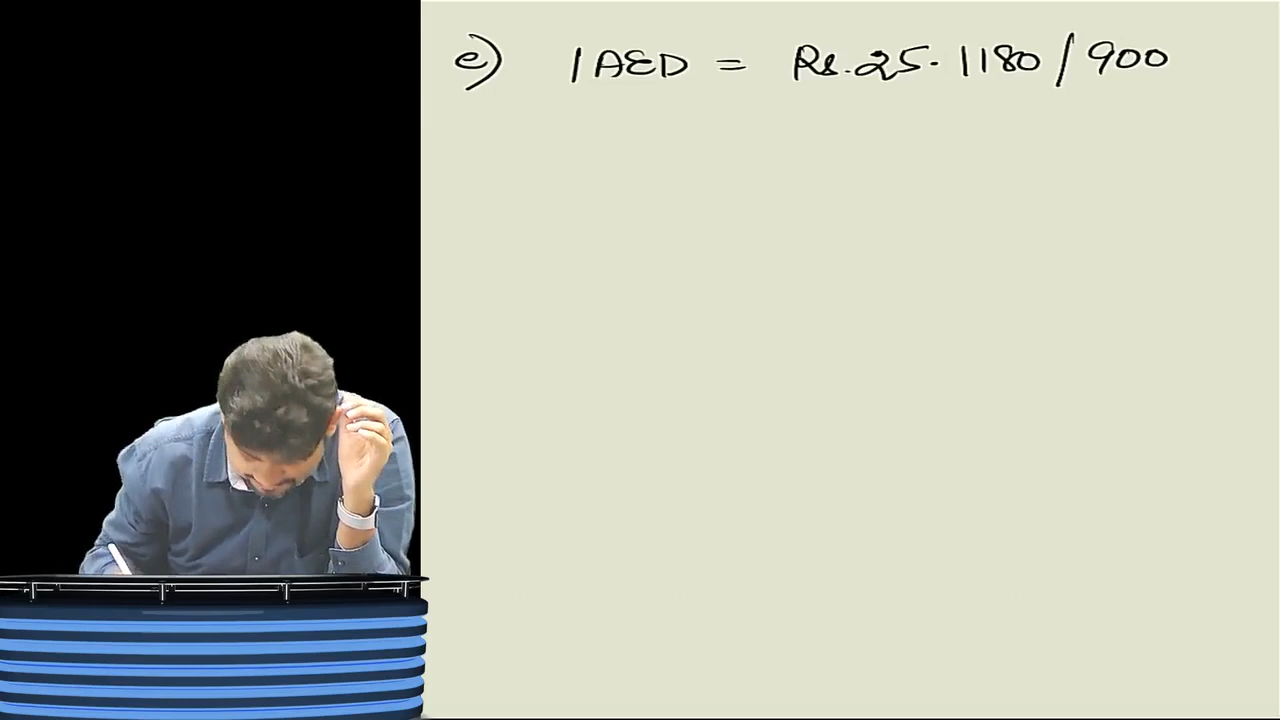 e) 1 AED = Rs. 25. 1180 / 900